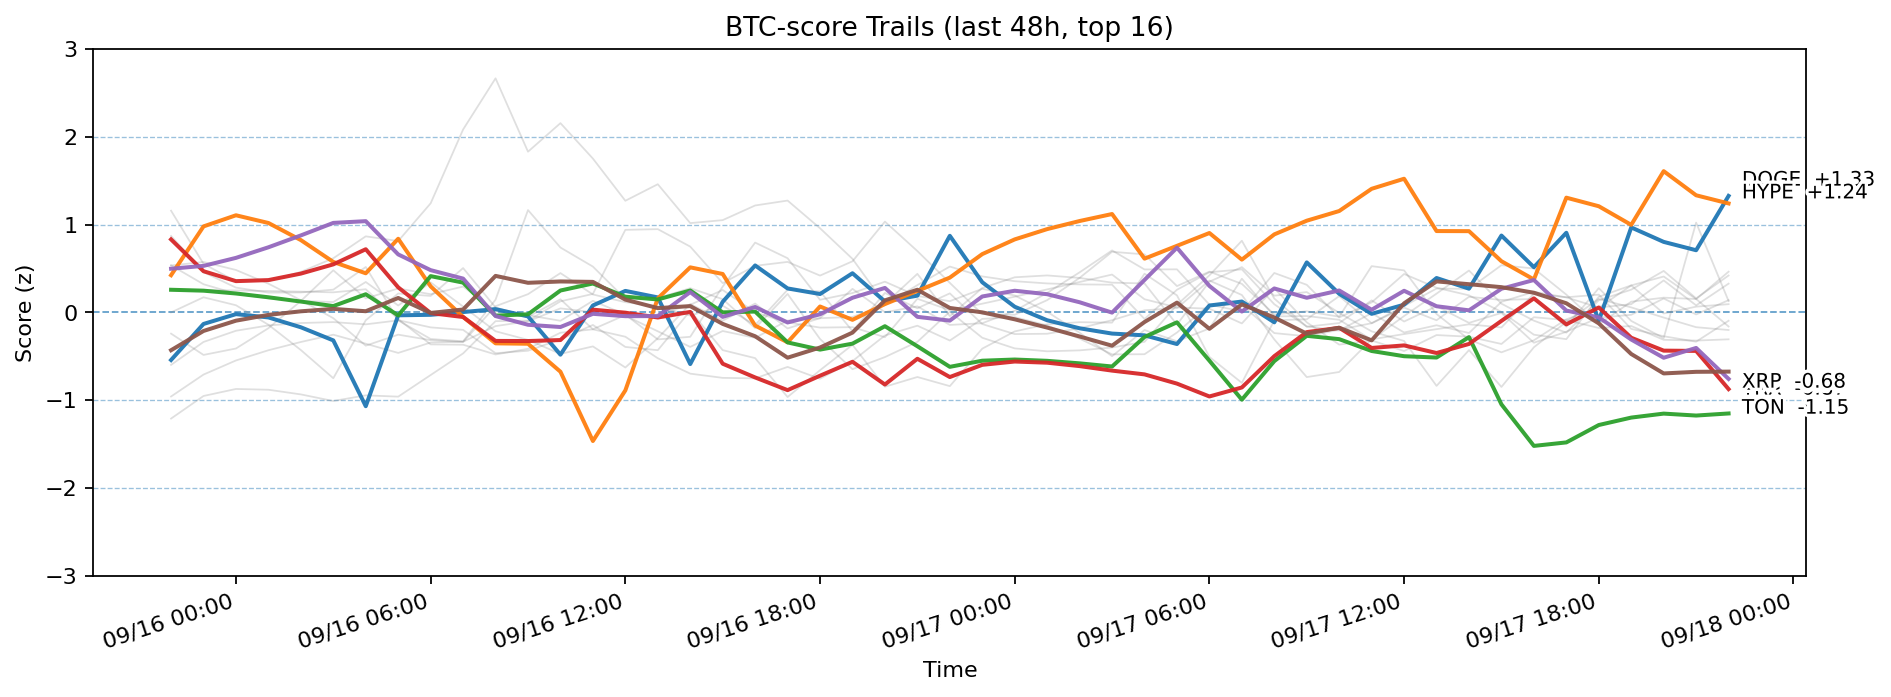 BTC-score Trails (last 48h, top 16)
3
2
1
0
−1
−2
−3
Score (z)
DOGE +1.33
HYPE +1.24
XRP -0.68
TON -1.15
09/16 00:00
09/16 06:00
09/16 12:00
09/16 18:00
09/17 00:00
09/17 06:00
09/17 12:00
09/17 18:00
09/18 00:00
Time